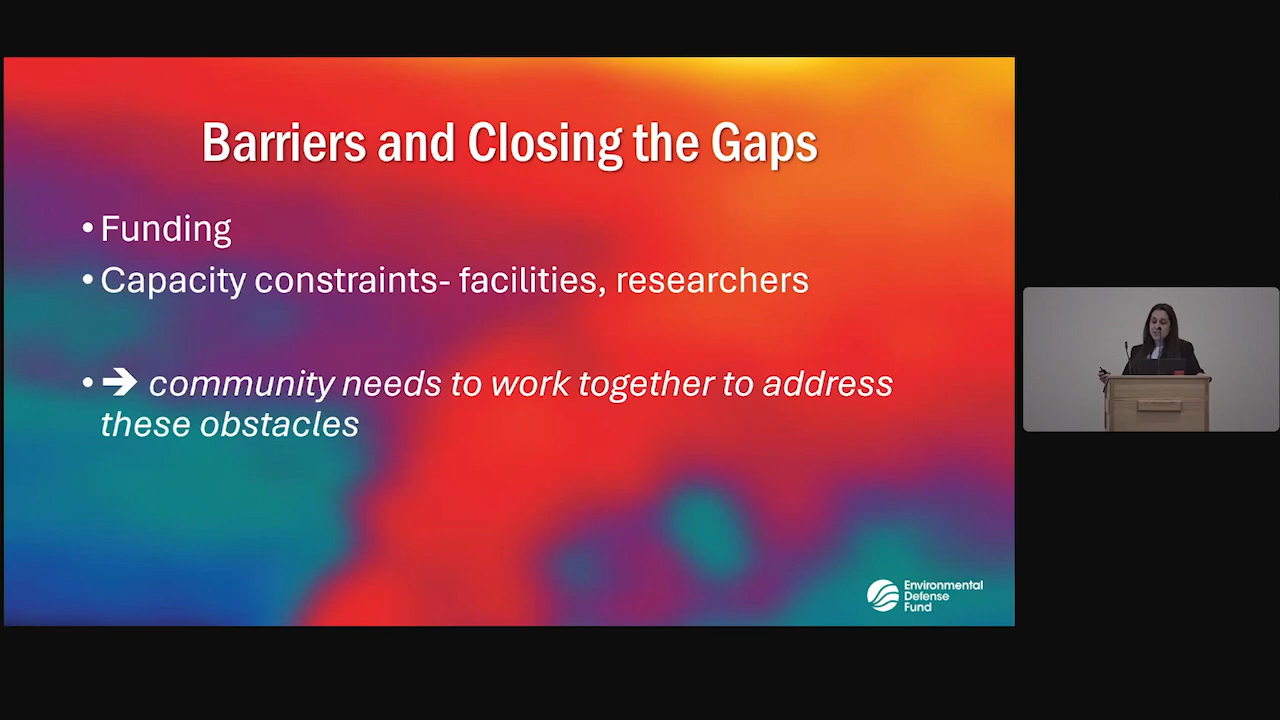 Barriers and Closing the Gaps
• Funding
• Capacity constraints- facilities, researchers
• ➔ community needs to work together to address
these obstacles
Environmental
Defense
Fund